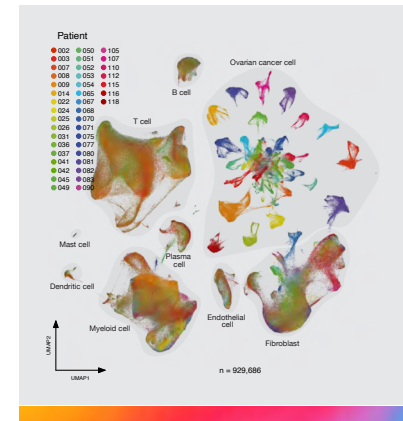 Patient
002 050 105
003 051 107
007 052 110
008 053 112
009 054 115
014 065 116
022 067 118
024 068
025 070
026 071
031 075
036 077
037 080
041 081
042 082
045 083
049 090
Ovarian cancer cell
B cell
T cell
Mast cell
Plasma
cell
Dendritic cell
Myeloid cell
Endothelial
cell
Fibroblast
UMAP2
UMAP1
n = 929,686